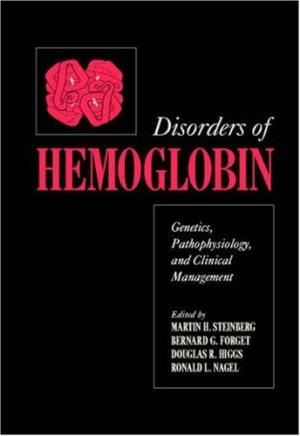 Disorders of
HEMOGLOBIN
Genetics,
Pathophysiology,
and Clinical
Management
Edited by
MARTIN H. STEINBERG
BERNARD G. FORGET
DOUGLAS R. HIGGS
RONALD L. NAGEL